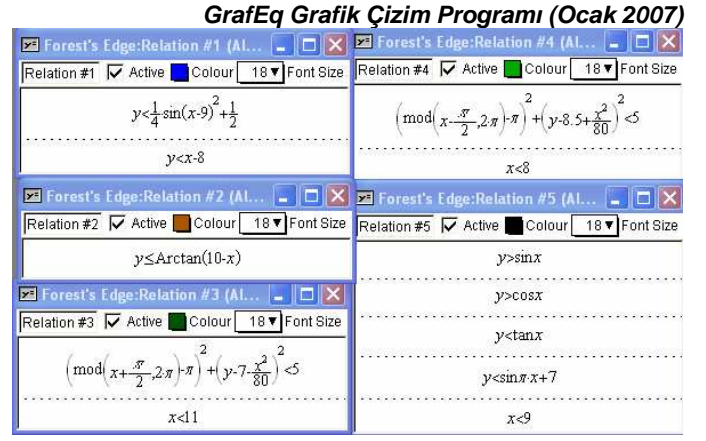 GrafEq Grafik Çizim Programı (Ocak 2007)
Forest's Edge:Relation #1 (Al...
Relation #1 Active Colour 18▼ Font Size
y<1/4·sin(x-9)²+1/2
y<x-8
Forest's Edge:Relation #2 (Al...
Relation #2 Active Colour 18▼ Font Size
y≤Arctan(10-x)
Forest's Edge:Relation #3 (Al...
Relation #3 Active Colour 18▼ Font Size
(mod(x+π/2,2·π)-π)²+(y-7-x²/80)²<5
x<11
Forest's Edge:Relation #4 (Al...
Relation #4 Active Colour 18▼ Font Size
(mod(x-π/2,2·π)-π)²+(y-8.5+x²/80)²<5
x<8
Forest's Edge:Relation #5 (Al...
Relation #5 Active Colour 18▼ Font Size
y>sinx
y>cosx
y<tanx
y<sinπ·x+7
x<9